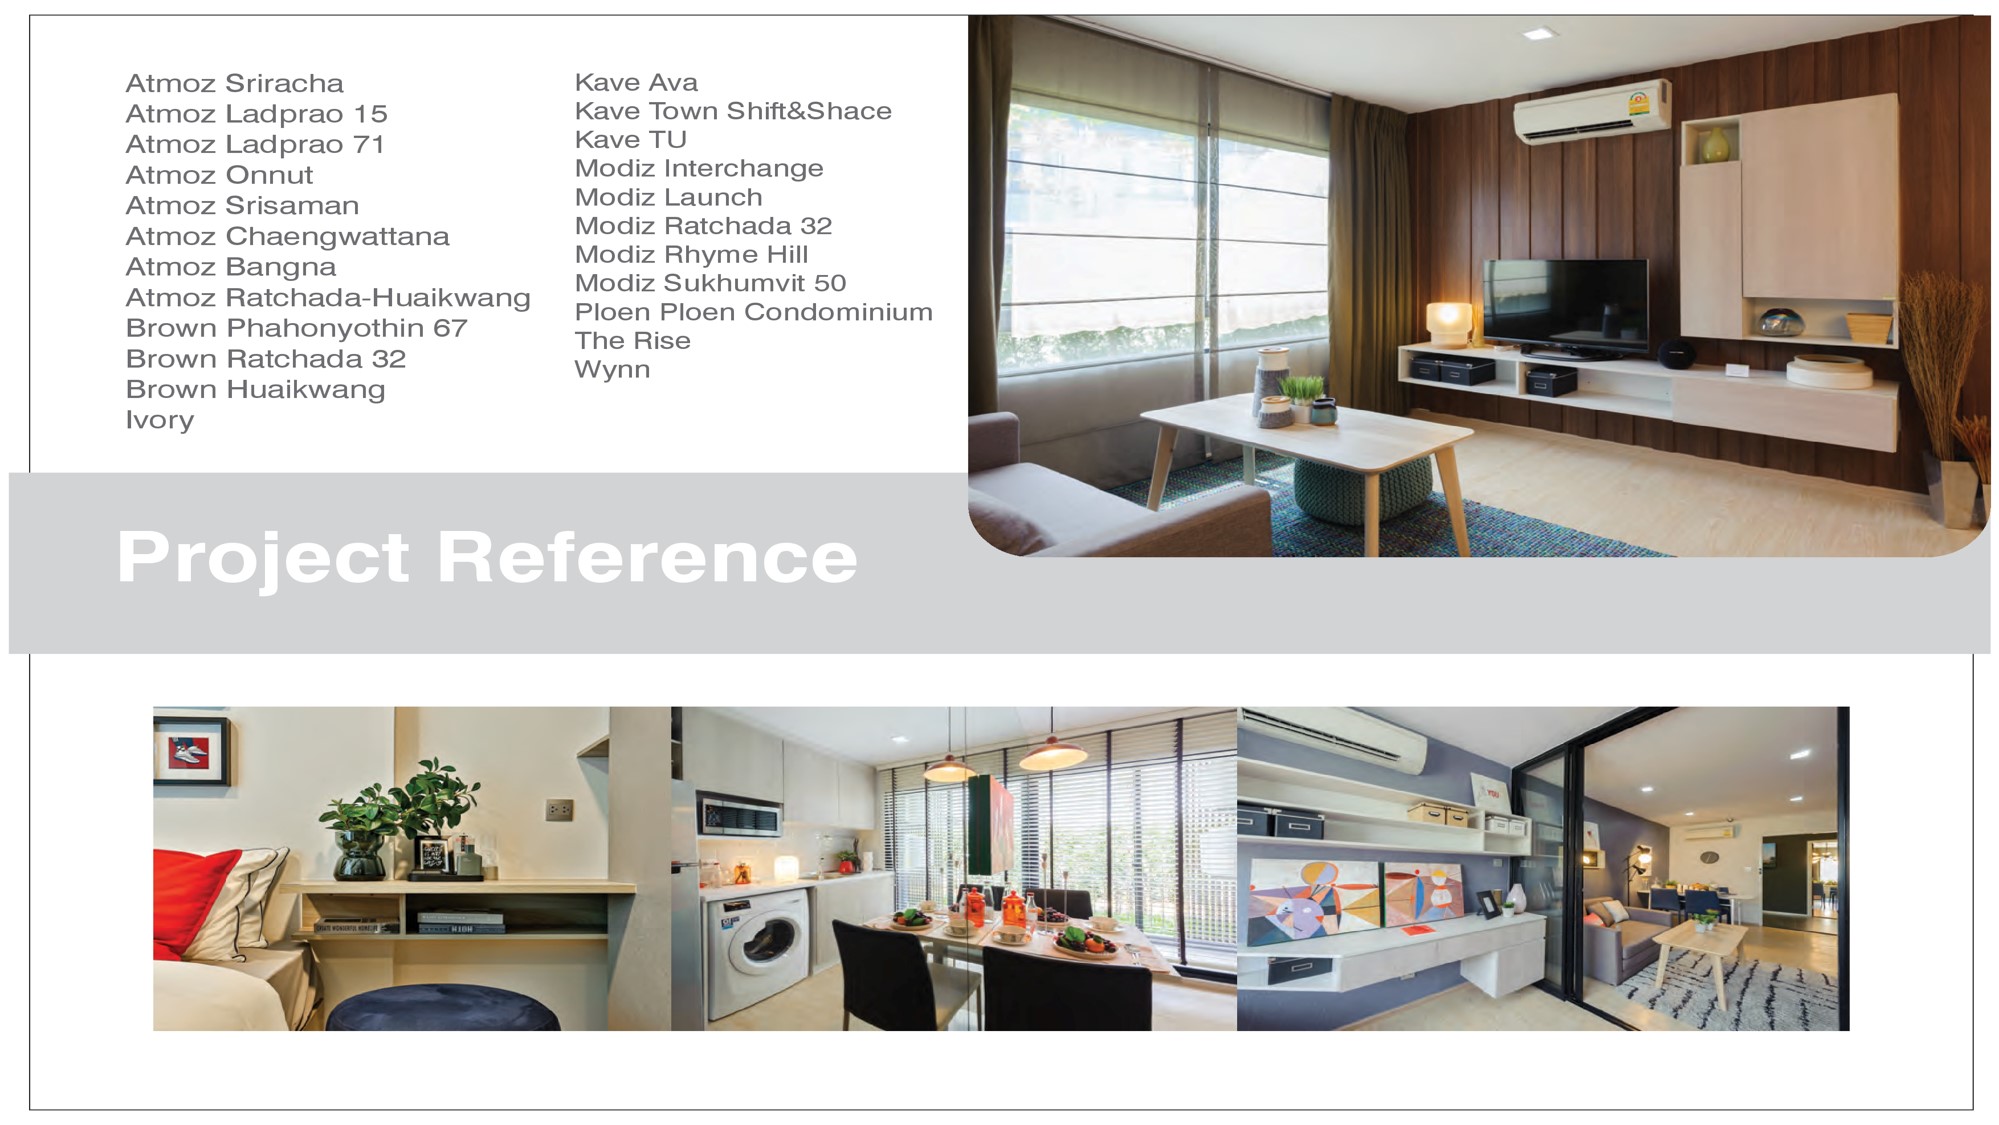 Atmoz Sriracha
Atmoz Ladprao 15
Atmoz Ladprao 71
Atmoz Onnut
Atmoz Srisaman
Atmoz Chaengwattana
Atmoz Bangna
Atmoz Ratchada-Huaikwang
Brown Phahonyothin 67
Brown Ratchada 32
Brown Huaikwang
Ivory
Kave Ava
Kave Town Shift&Shace
Kave TU
Modiz Interchange
Modiz Launch
Modiz Ratchada 32
Modiz Rhyme Hill
Modiz Sukhumvit 50
Ploen Ploen Condominium
The Rise
Wynn
Project Reference